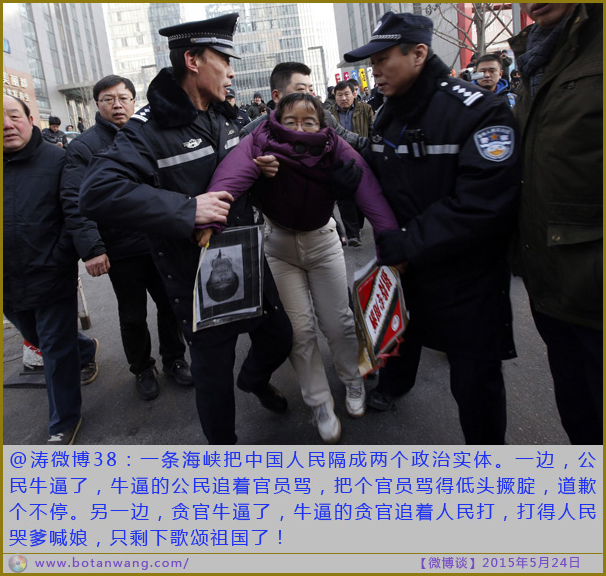 @涛微博38：一条海峡把中国人民隔成两个政治实体。一边，公
民牛逼了，牛逼的公民追着官员骂，把个官员骂得低头撅腚，道歉
个不停。另一边，贪官牛逼了，牛逼的贪官追着人民打，打得人民
哭爹喊娘，只剩下歌颂祖国了！
www.botanwang.com/
【微博谈】2015年5月24日